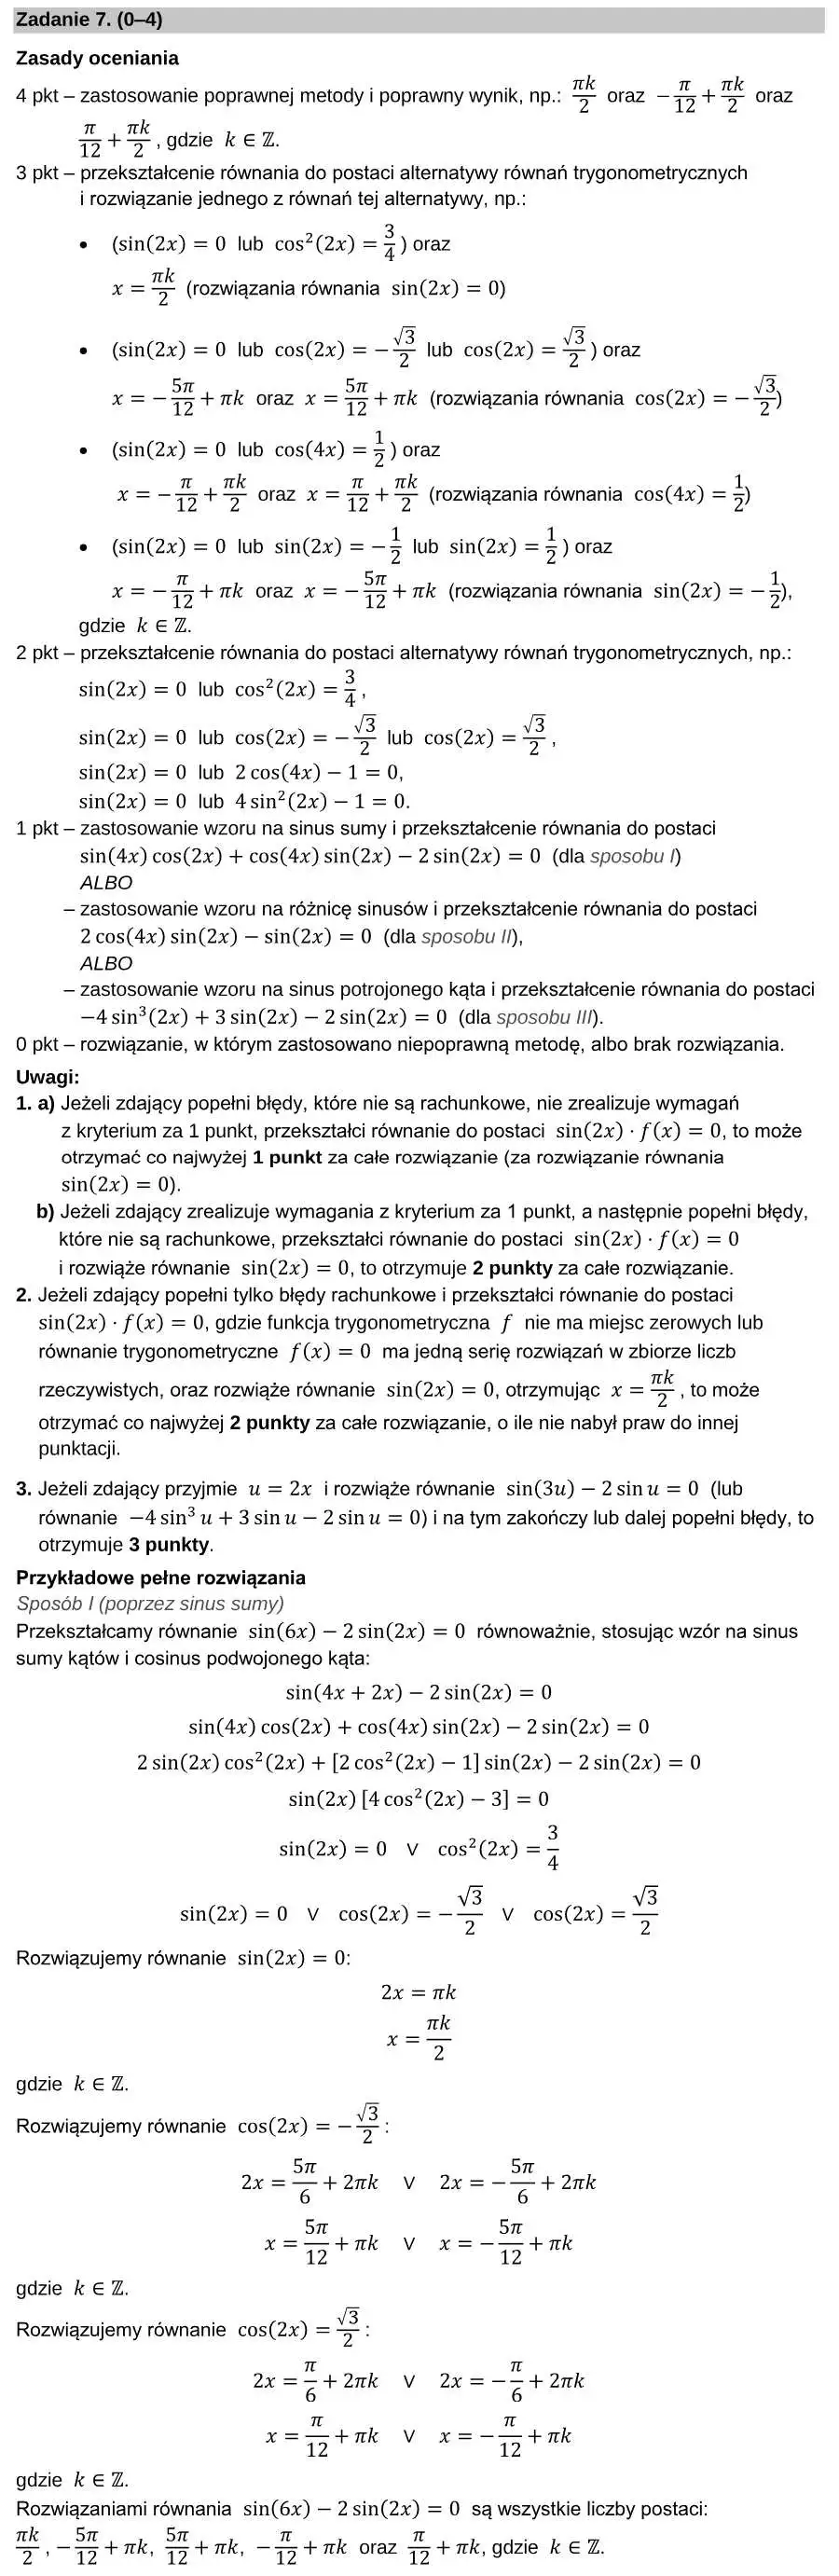 Zadanie 7. (0–4)
Zasady oceniania
4 pkt – zastosowanie poprawnej metody i poprawny wynik, np.: πk/2 oraz −π/12 + πk/2 oraz
π/12 + πk/2, gdzie k ∈ ℤ.
3 pkt – przekształcenie równania do postaci alternatywy równań trygonometrycznych
i rozwiązanie jednego z równań tej alternatywy, np.:
• (sin(2x) = 0 lub cos²(2x) = 3/4) oraz
x = πk/2 (rozwiązania równania sin(2x) = 0)
• (sin(2x) = 0 lub cos(2x) = −√3/2 lub cos(2x) = √3/2) oraz
x = −5π/12 + πk oraz x = 5π/12 + πk (rozwiązania równania cos(2x) = −√3/2)
• (sin(2x) = 0 lub cos(4x) = 1/2) oraz
x = −π/12 + πk/2 oraz x = π/12 + πk/2 (rozwiązania równania cos(4x) = 1/2)
• (sin(2x) = 0 lub sin(2x) = −1/2 lub sin(2x) = 1/2) oraz
x = −π/12 + πk oraz x = −5π/12 + πk (rozwiązania równania sin(2x) = −1/2),
gdzie k ∈ ℤ.
2 pkt – przekształcenie równania do postaci alternatywy równań trygonometrycznych, np.:
sin(2x) = 0 lub cos²(2x) = 3/4,
sin(2x) = 0 lub cos(2x) = −√3/2 lub cos(2x) = √3/2,
sin(2x) = 0 lub 2 cos(4x) − 1 = 0,
sin(2x) = 0 lub 4 sin²(2x) − 1 = 0.
1 pkt – zastosowanie wzoru na sinus sumy i przekształcenie równania do postaci
sin(4x) cos(2x) + cos(4x) sin(2x) − 2 sin(2x) = 0 (dla sposobu I)
ALBO
– zastosowanie wzoru na różnicę sinusów i przekształcenie równania do postaci
2 cos(4x) sin(2x) − sin(2x) = 0 (dla sposobu II),
ALBO
– zastosowanie wzoru na sinus potrojonego kąta i przekształcenie równania do postaci
−4 sin³(2x) + 3 sin(2x) − 2 sin(2x) = 0 (dla sposobu III).
0 pkt – rozwiązanie, w którym zastosowano niepoprawną metodę, albo brak rozwiązania.
Uwagi:
1. a) Jeżeli zdający popełni błędy, które nie są rachunkowe, nie zrealizuje wymagań
z kryterium za 1 punkt, przekształci równanie do postaci sin(2x) · f(x) = 0, to może
otrzymać co najwyżej 1 punkt za całe rozwiązanie (za rozwiązanie równania
sin(2x) = 0).
b) Jeżeli zdający zrealizuje wymagania z kryterium za 1 punkt, a następnie popełni błędy,
które nie są rachunkowe, przekształci równanie do postaci sin(2x) · f(x) = 0
i rozwiąże równanie sin(2x) = 0, to otrzymuje 2 punkty za całe rozwiązanie.
2. Jeżeli zdający popełni tylko błędy rachunkowe i przekształci równanie do postaci
sin(2x) · f(x) = 0, gdzie funkcja trygonometryczna f nie ma miejsc zerowych lub
równanie trygonometryczne f(x) = 0 ma jedną serię rozwiązań w zbiorze liczb
rzeczywistych, oraz rozwiąże równanie sin(2x) = 0, otrzymując x = πk/2, to może
otrzymać co najwyżej 2 punkty za całe rozwiązanie, o ile nie nabył praw do innej
punktacji.
3. Jeżeli zdający przyjmie u = 2x i rozwiąże równanie sin(3u) − 2 sin u = 0 (lub
równanie −4 sin³ u + 3 sin u − 2 sin u = 0) i na tym zakończy lub dalej popełni błędy, to
otrzymuje 3 punkty.
Przykładowe pełne rozwiązania
Sposób I (poprzez sinus sumy)
Przekształcamy równanie sin(6x) − 2 sin(2x) = 0 równoważnie, stosując wzór na sinus
sumy kątów i cosinus podwojonego kąta:
sin(4x + 2x) − 2 sin(2x) = 0
sin(4x) cos(2x) + cos(4x) sin(2x) − 2 sin(2x) = 0
2 sin(2x) cos²(2x) + [2 cos²(2x) − 1] sin(2x) − 2 sin(2x) = 0
sin(2x) [4 cos²(2x) − 3] = 0
sin(2x) = 0 ∨ cos²(2x) = 3/4
sin(2x) = 0 ∨ cos(2x) = −√3/2 ∨ cos(2x) = √3/2
Rozwiązujemy równanie sin(2x) = 0:
2x = πk
x = πk/2
gdzie k ∈ ℤ.
Rozwiązujemy równanie cos(2x) = −√3/2 :
2x = 5π/6 + 2πk ∨ 2x = −5π/6 + 2πk
x = 5π/12 + πk ∨ x = −5π/12 + πk
gdzie k ∈ ℤ.
Rozwiązujemy równanie cos(2x) = √3/2 :
2x = π/6 + 2πk ∨ 2x = −π/6 + 2πk
x = π/12 + πk ∨ x = −π/12 + πk
gdzie k ∈ ℤ.
Rozwiązaniami równania sin(6x) − 2 sin(2x) = 0 są wszystkie liczby postaci:
πk/2, −5π/12 + πk, 5π/12 + πk, −π/12 + πk oraz π/12 + πk, gdzie k ∈ ℤ.